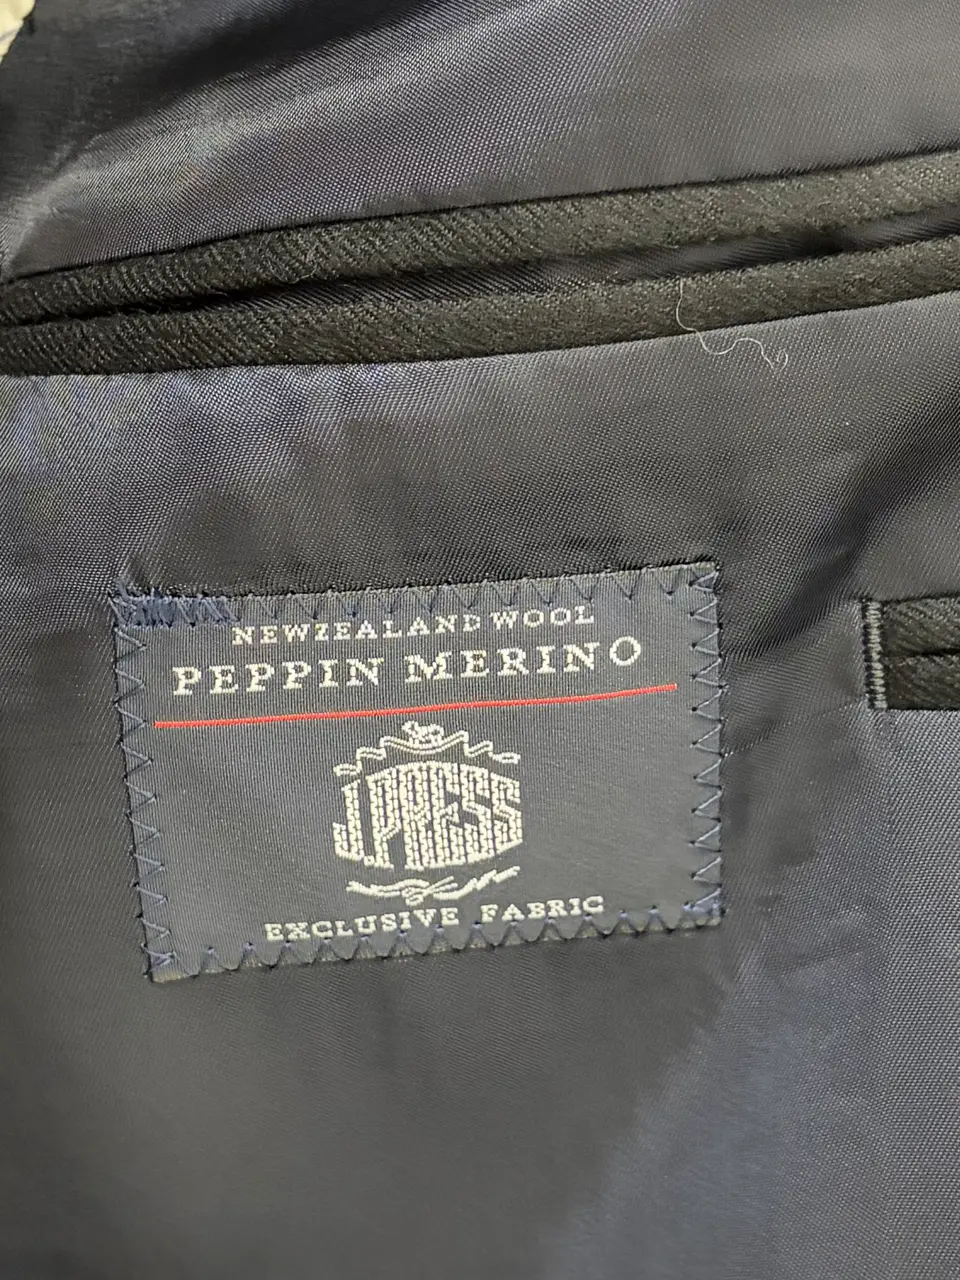 NEWZEALAND WOOL
PEPPIN MERINO
J.PRESS
EXCLUSIVE FABRIC